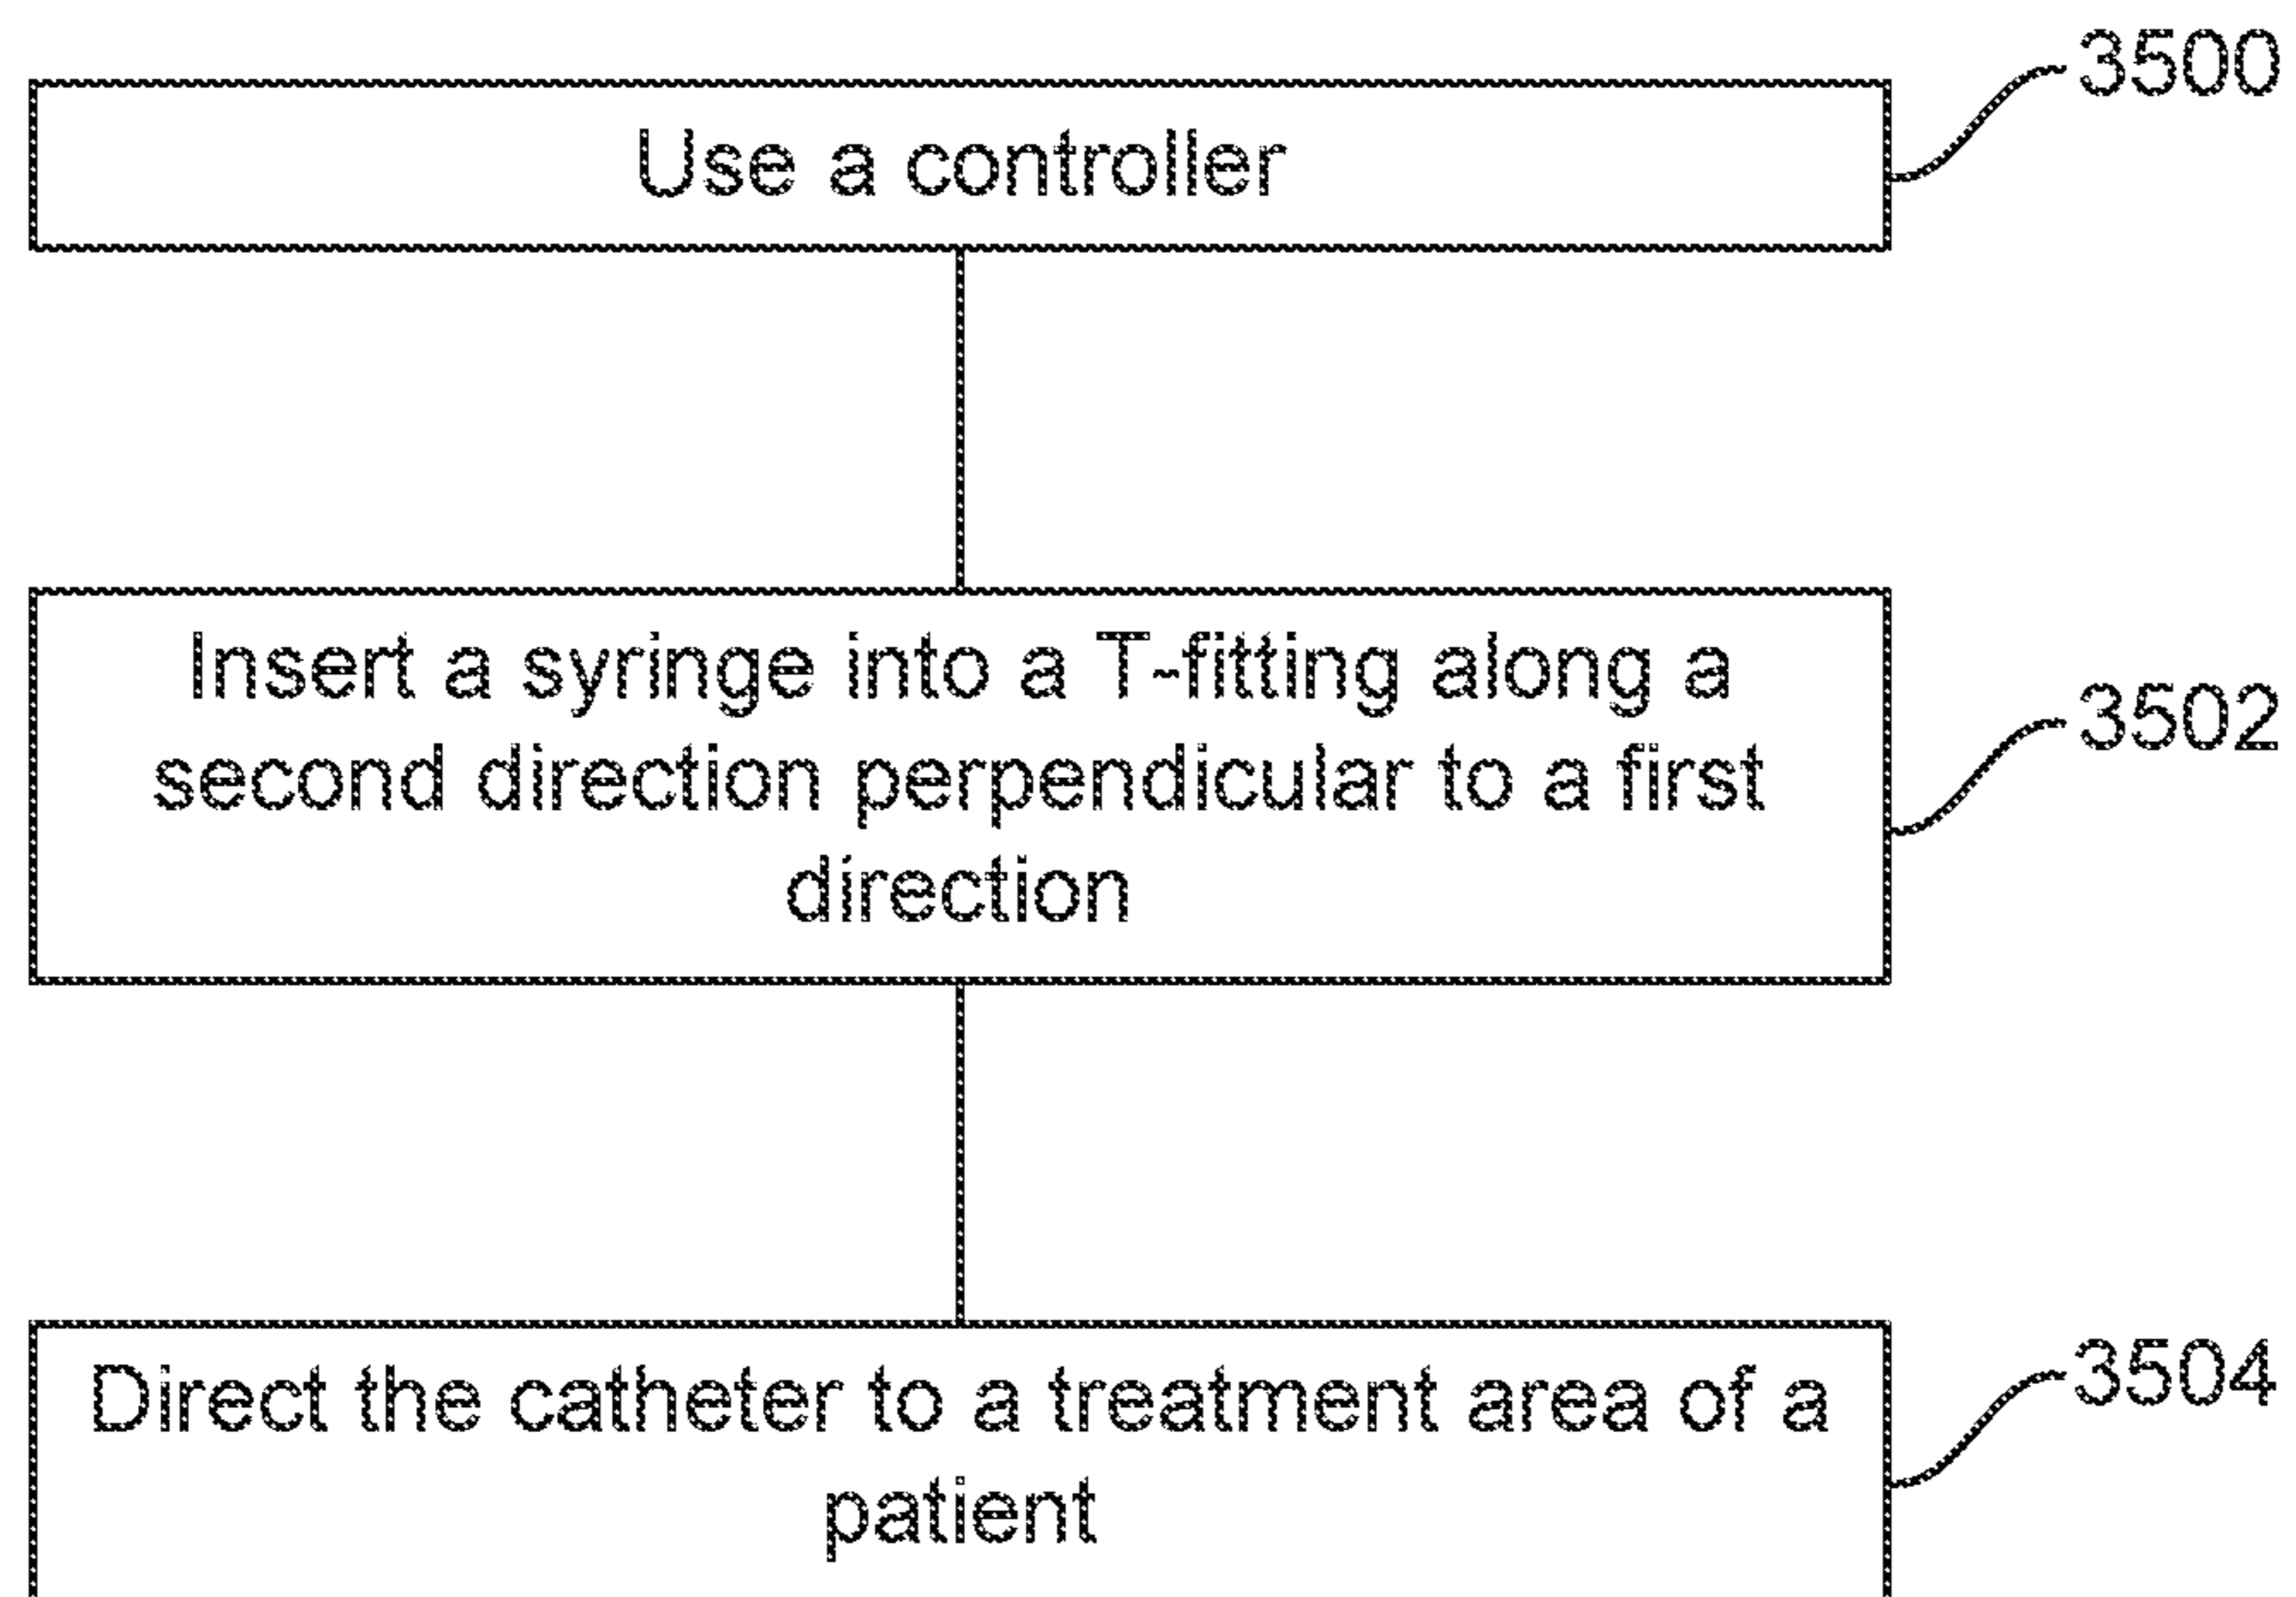 3500
Use a controller
Insert a syringe into a T-fitting along a
second direction perpendicular to a first
direction
3502
Direct the catheter to a treatment area of a
patient
3504